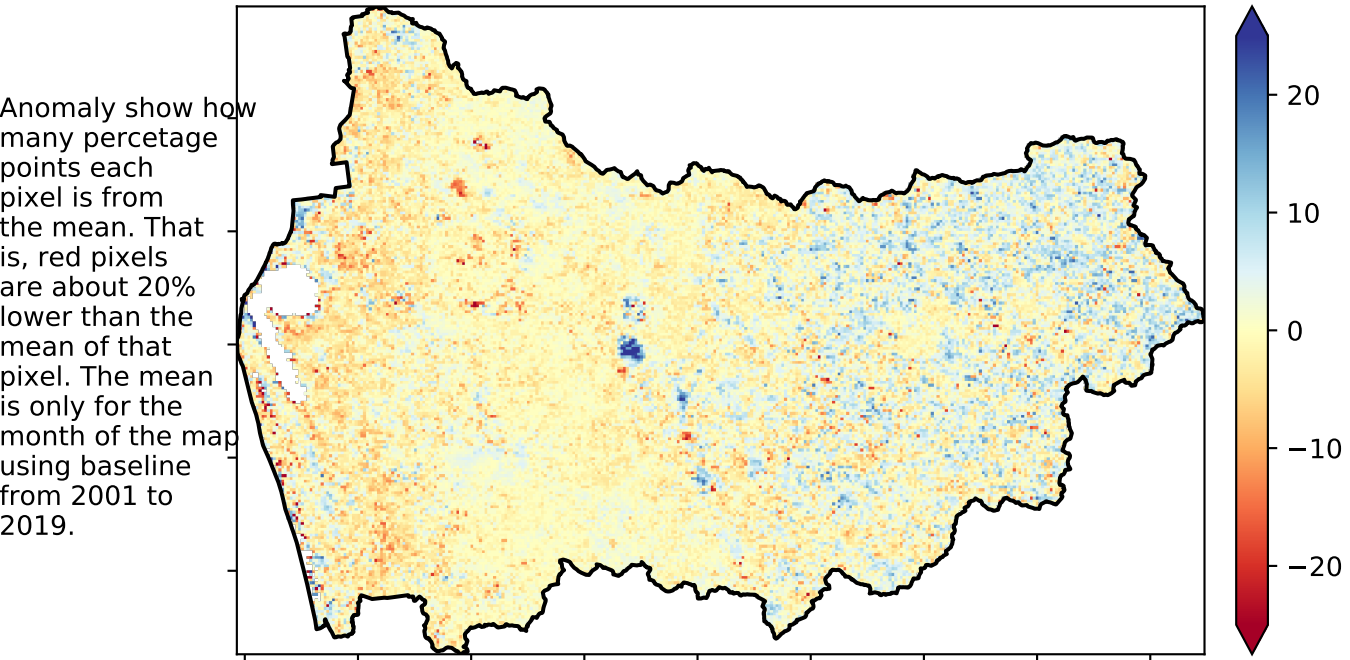 Anomaly show how
many percetage
points each
pixel is from
the mean. That
is, red pixels
are about 20%
lower than the
mean of that
pixel. The mean
is only for the
month of the map
using baseline
from 2001 to
2019.
20
10
0
−10
−20